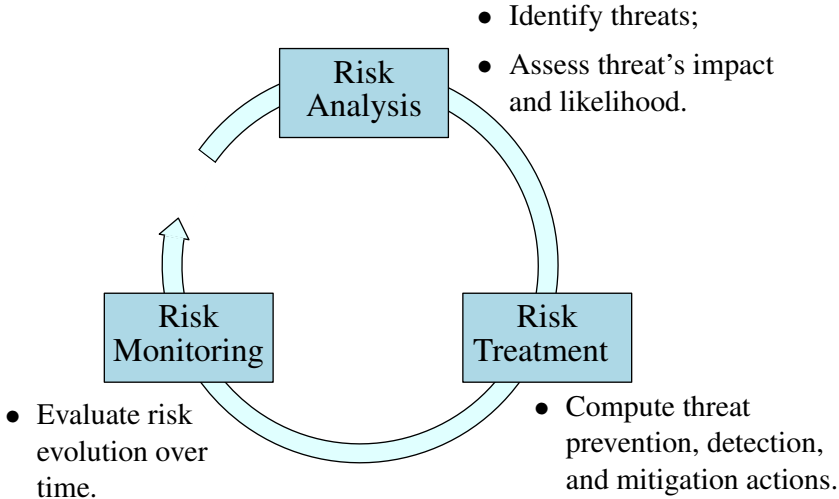 • Identify threats;
• Assess threat's impact
and likelihood.
Risk
Analysis
Risk
Treatment
• Compute threat
prevention, detection,
and mitigation actions.
Risk
Monitoring
• Evaluate risk
evolution over
time.